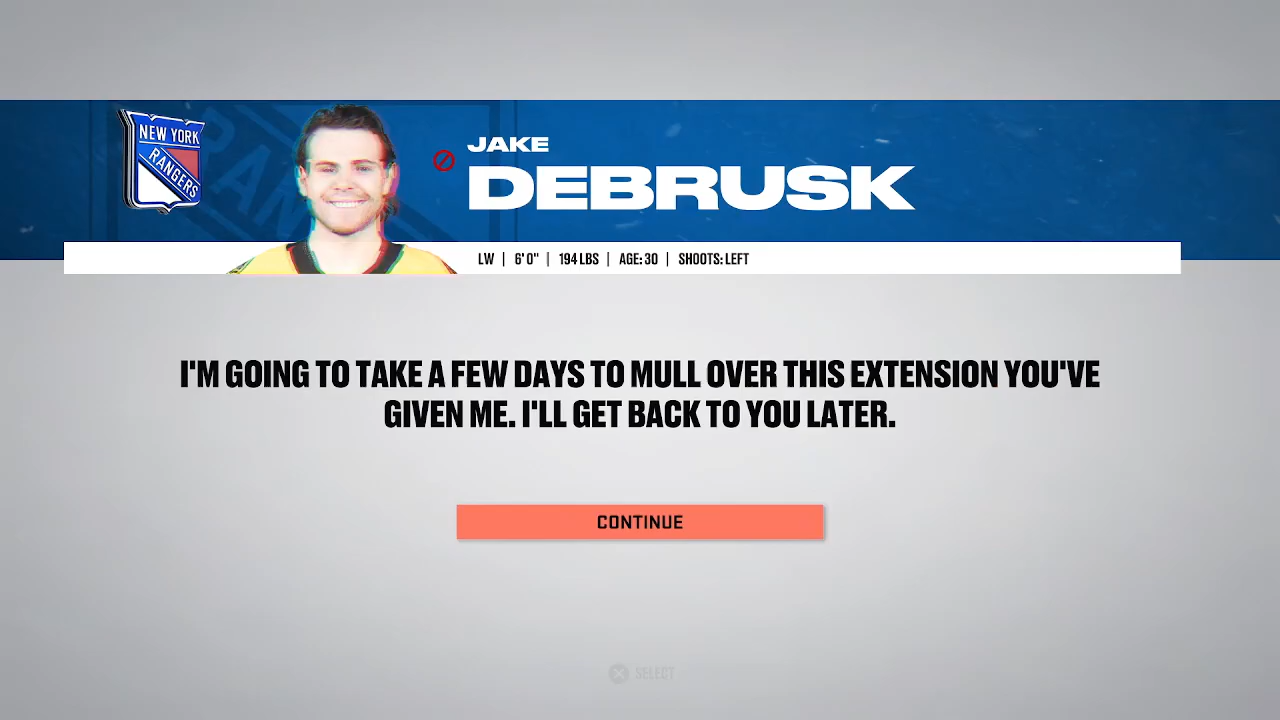 NEW YORK
RANGERS
JAKE
DEBRUSK
LW | 6' 0" | 194 LBS | AGE: 30 | SHOOTS: LEFT
I'M GOING TO TAKE A FEW DAYS TO MULL OVER THIS EXTENSION YOU'VE
GIVEN ME. I'LL GET BACK TO YOU LATER.
CONTINUE
SELECT